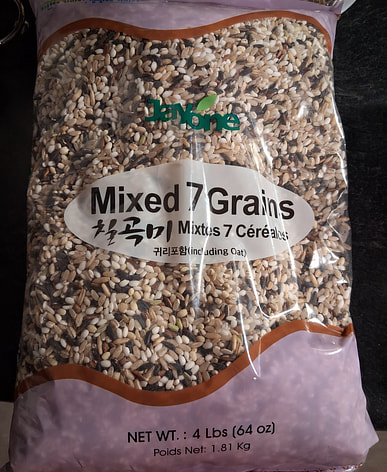 Jayone
Mixed 7 Grains
칠곡미 Mixtes 7 Céréales
귀리포함(including Oat)
NET WT. : 4 Lbs (64 oz)
Poids Net: 1.81 Kg